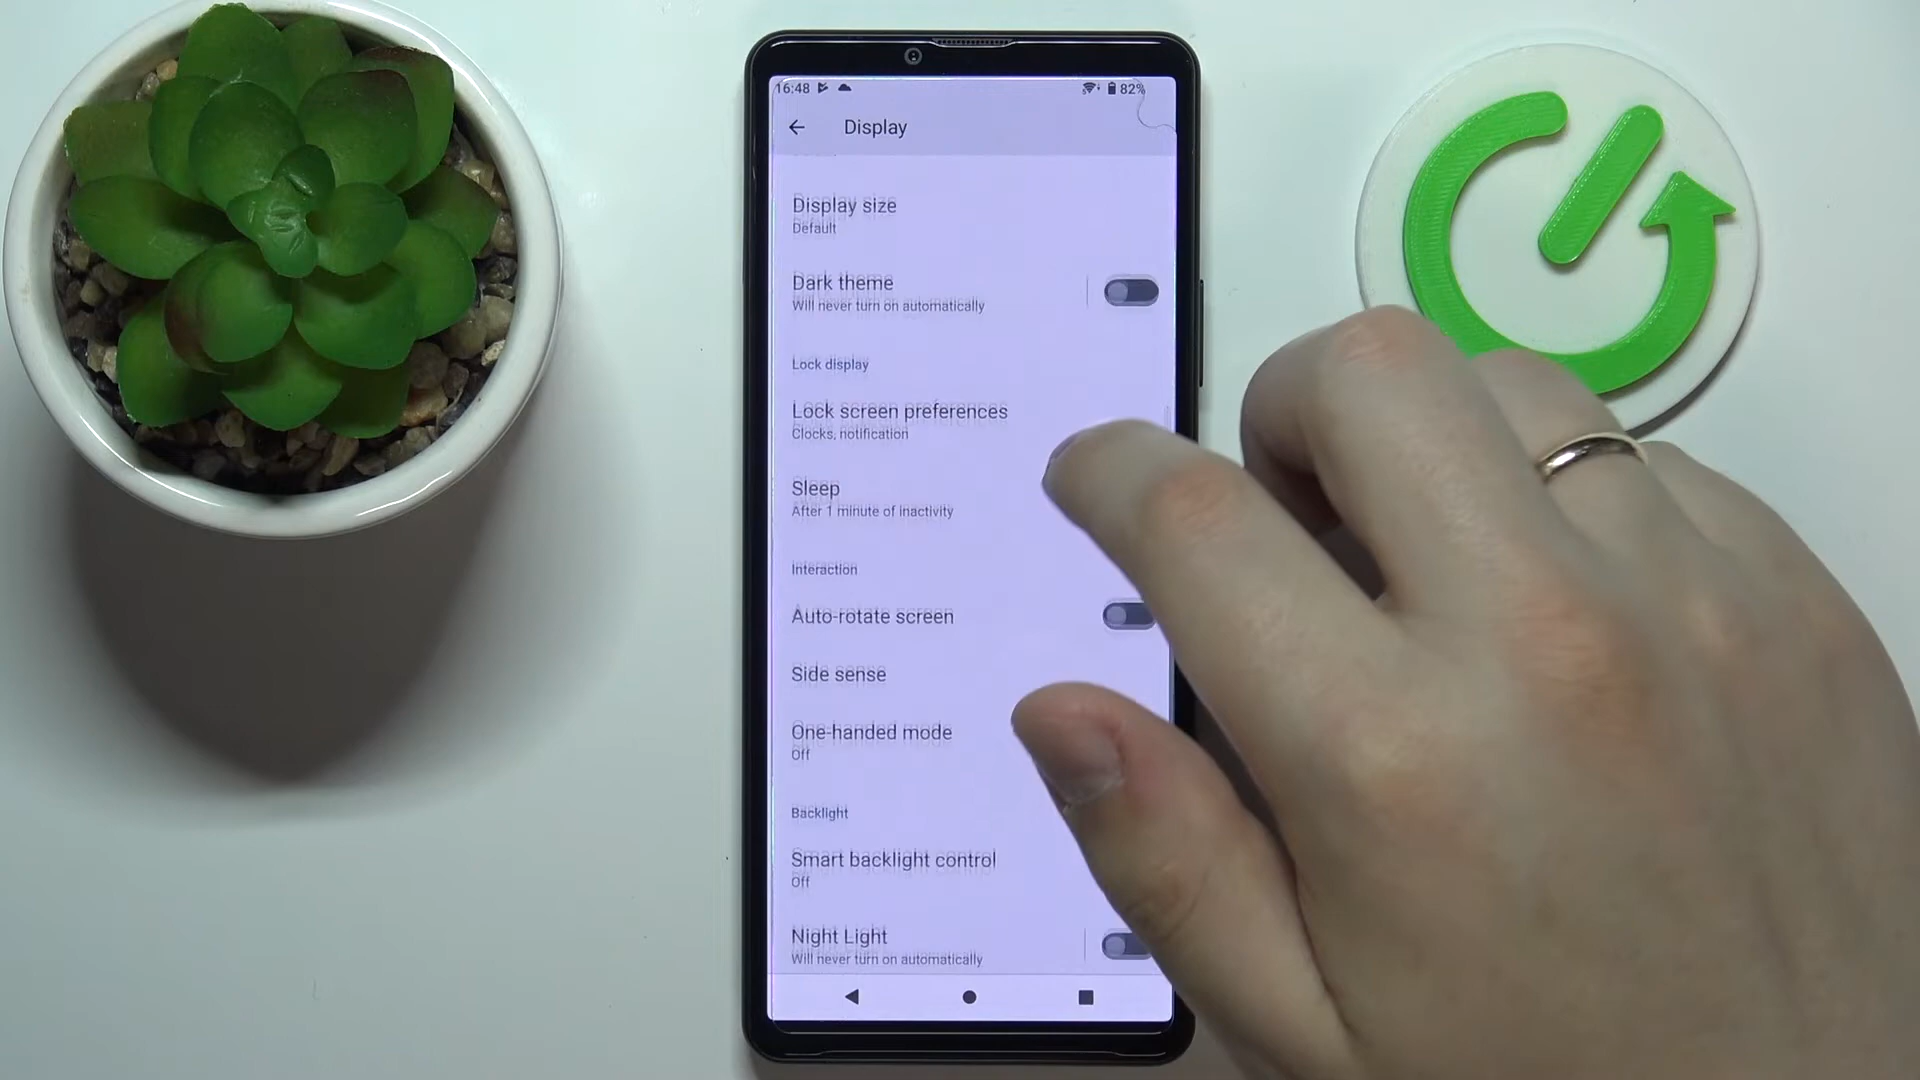 16:48 82%
Display
Display size
Default
Dark theme
Will never turn on automatically
Lock display
Lock screen preferences
Clocks, notification
Sleep
After 1 minute of inactivity
Interaction
Auto-rotate screen
Side sense
One-handed mode
Off
Backlight
Smart backlight control
Off
Night Light
Will never turn on automatically